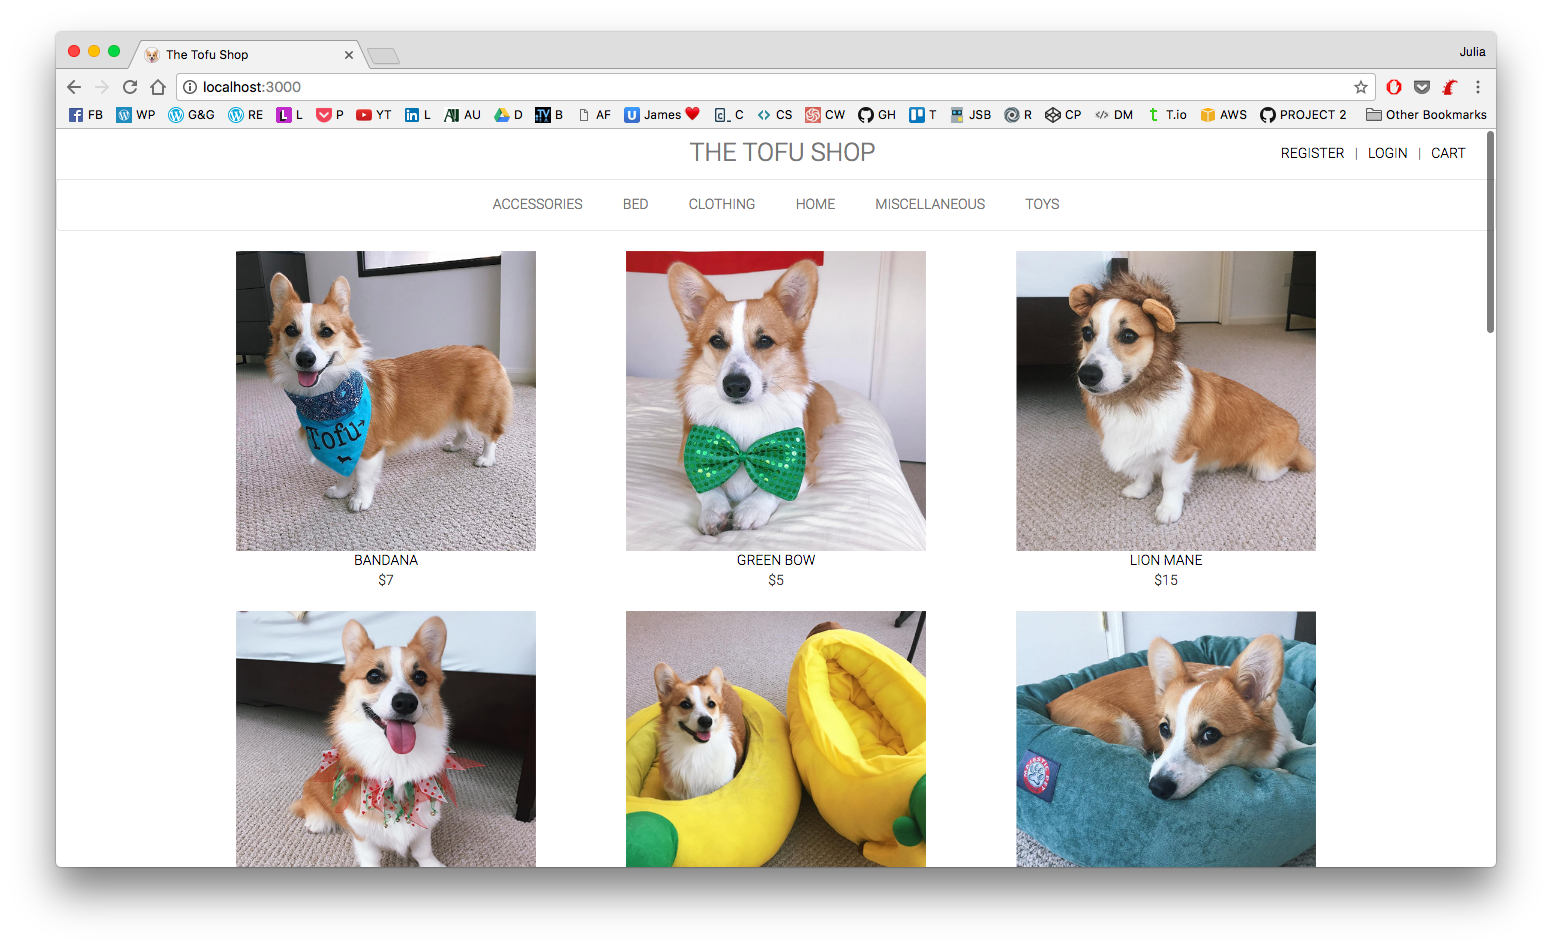 The Tofu Shop
Julia
localhost:3000
FB WP G&G RE L P YT L AU D B AF James C CS CW GH T JSB R CP DM T.io AWS PROJECT 2 Other Bookmarks
THE TOFU SHOP
REGISTER | LOGIN | CART
ACCESSORIES BED CLOTHING HOME MISCELLANEOUS TOYS
Tofu
BANDANA GREEN BOW LION MANE
$7 $5 $15